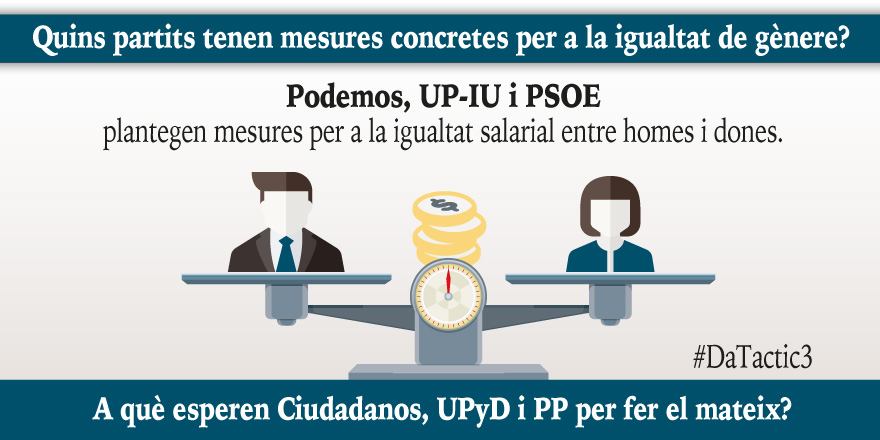 Quins partits tenen mesures concretes per a la igualtat de gènere?
Podemos, UP-IU i PSOE
plantegen mesures per a la igualtat salarial entre homes i dones.
$
#DaTactic3
A què esperen Ciudadanos, UPyD i PP per fer el mateix?